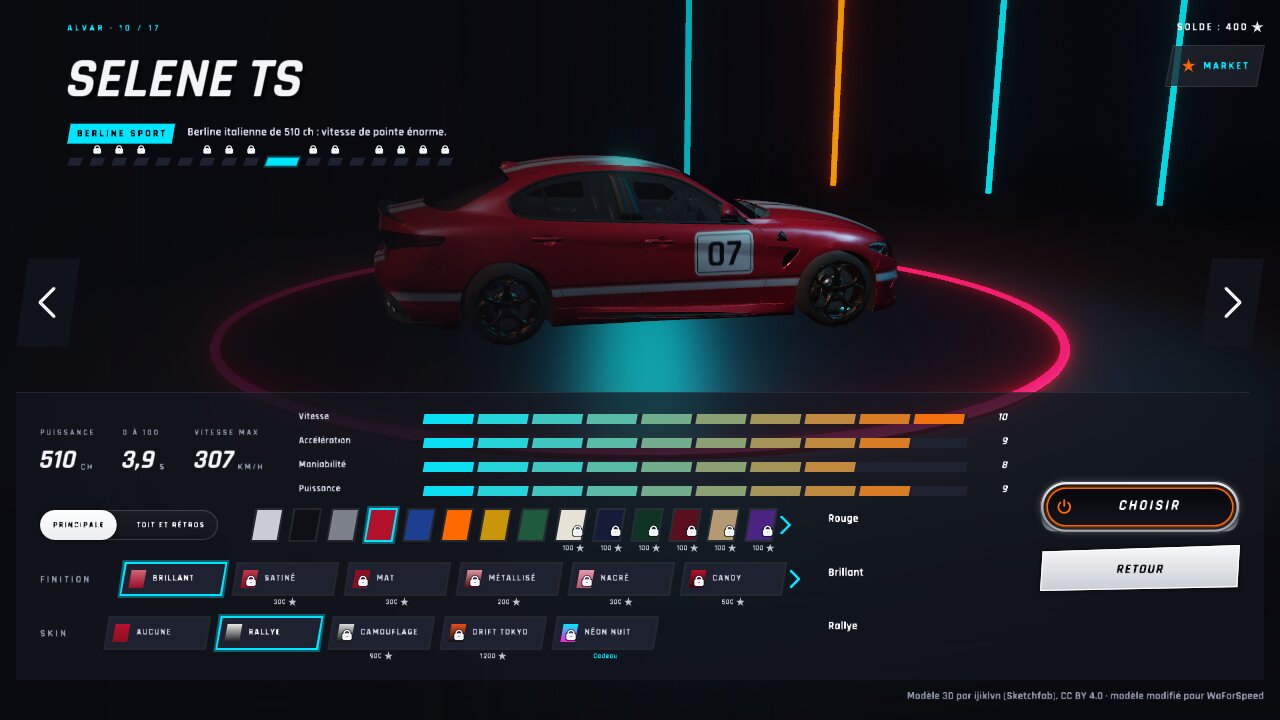 ALVAR · 10 / 17
SOLDE : 400 ★
MARKET
SELENE TS
BERLINE SPORT
Berline italienne de 510 ch : vitesse de pointe énorme.
07
PUISSANCE
510 CH
0 À 100
3,9 S
VITESSE MAX
307 KM/H
Vitesse 10
Accélération 9
Maniabilité 8
Puissance 9
PRINCIPALE
TOIT ET RÉTROS
100 ★ 100 ★ 100 ★ 100 ★ 100 ★ 100 ★
Rouge
FINITION
BRILLANT
SATINÉ
MAT
MÉTALLISÉ
NACRÉ
CANDY
300 ★ 300 ★ 200 ★ 300 ★ 500 ★
Brillant
SKIN
AUCUNE
RALLYE
CAMOUFLAGE
DRIFT TOKYO
NÉON NUIT
900 ★ 1200 ★ Cadeau
Rallye
CHOISIR
RETOUR
Modèle 3D par ijiklvn (Sketchfab), CC BY 4.0 · modèle modifié pour WaForSpeed